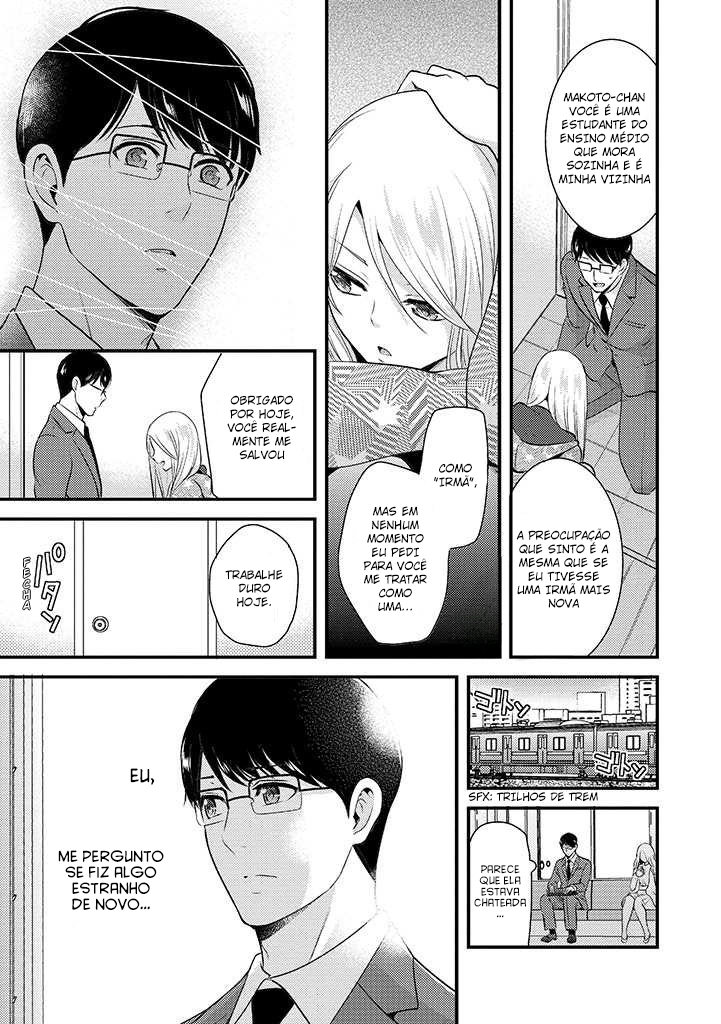 MAKOTO-CHAN
VOCÊ É UMA
ESTUDANTE DO
ENSINO MÉDIO
QUE MORA
SOZINHA E É
MINHA VIZINHA
A PREOCUPAÇÃO
QUE SINTO É A
MESMA QUE SE
EU TIVESSE
UMA IRMÃ MAIS
NOVA
COMO
"IRMÃ",
MAS EM
NENHUM
MOMENTO
EU PEDI
PARA VOCÊ
ME TRATAR
COMO
UMA...
OBRIGADO
POR HOJE,
VOCÊ REAL-
MENTE ME
SALVOU
TRABALHE
DURO
HOJE.
パタン
FECHA
ゴトン
ゴトン
SFX: TRILHOS DE TREM
PARECE
QUE ELA
ESTAVA
CHATEADA
...
EU,
ME PERGUNTO
SE FIZ ALGO
ESTRANHO
DE NOVO...